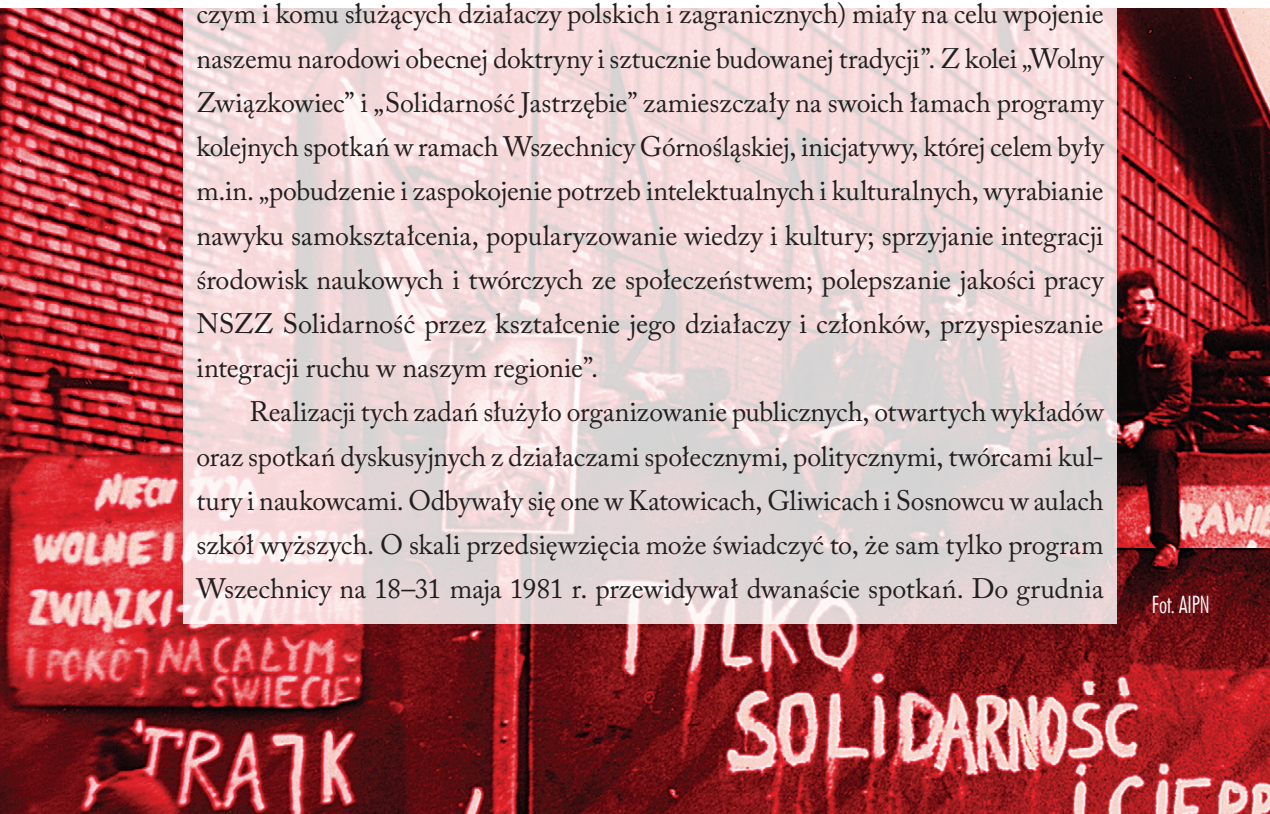 czym i komu służących działaczy polskich i zagranicznych) miały na celu wpojenie
naszemu narodowi obecnej doktryny i sztucznie budowanej tradycji”. Z kolei „Wolny
Związkowiec” i „Solidarność Jastrzębie” zamieszczały na swoich łamach programy
kolejnych spotkań w ramach Wszechnicy Górnośląskiej, inicjatywy, której celem były
m.in. „pobudzenie i zaspokojenie potrzeb intelektualnych i kulturalnych, wyrabianie
nawyku samokształcenia, popularyzowanie wiedzy i kultury; sprzyjanie integracji
środowisk naukowych i twórczych ze społeczeństwem; polepszanie jakości pracy
NSZZ Solidarność przez kształcenie jego działaczy i członków, przyspieszanie
integracji ruchu w naszym regionie”.
Realizacji tych zadań służyło organizowanie publicznych, otwartych wykładów
oraz spotkań dyskusyjnych z działaczami społecznymi, politycznymi, twórcami kul-
tury i naukowcami. Odbywały się one w Katowicach, Gliwicach i Sosnowcu w aulach
szkół wyższych. O skali przedsięwzięcia może świadczyć to, że sam tylko program
Wszechnicy na 18–31 maja 1981 r. przewidywał dwanaście spotkań. Do grudnia
Fot. AIPN
NIECH
WOLNE I
ZWIĄZKI
I POKÓJ NA CAŁYM -
- ŚWIECIE
TRAJK
TYLKO
SOLiDARNOŚĆ
i CiERP
RAWIE